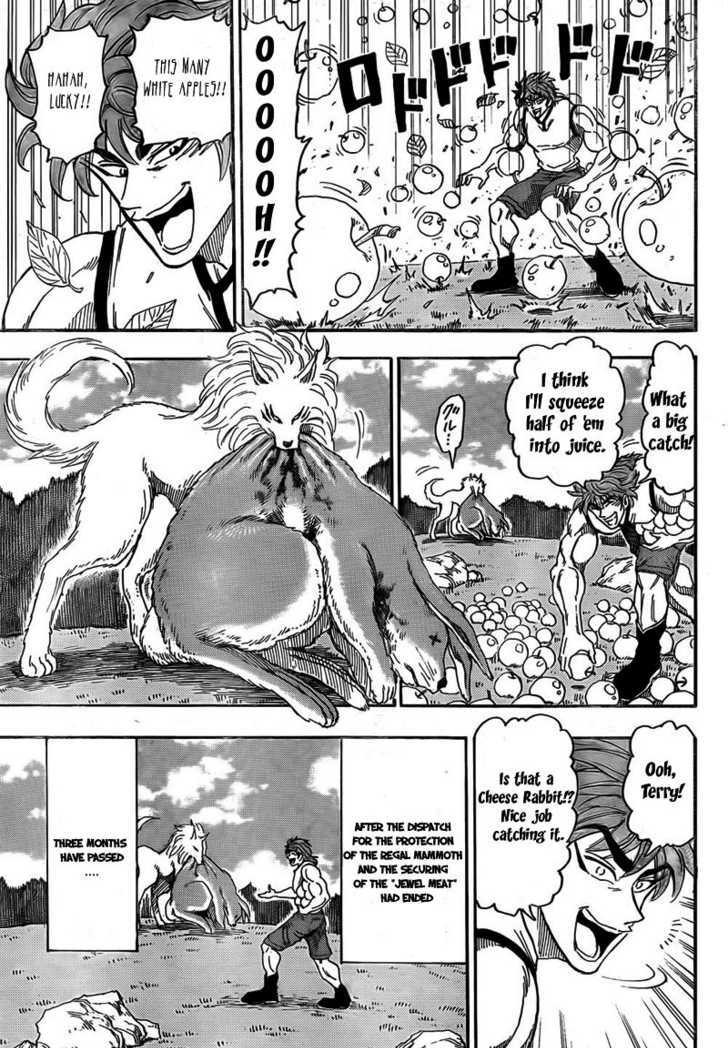 ロドドドドド
OOOOOOH!!
THIS MANY
WHITE APPLES!!
HAHAH,
LUCKY!!
What
a big
catch!
I think
I'll squeeze
half of 'em
into juice.
グル…
Ooh,
Terry!
Is that a
Cheese Rabbit!?
Nice job
catching it.
AFTER THE DISPATCH
FOR THE PROTECTION
OF THE REGAL MAMMOTH
AND THE SECURING
OF THE "JEWEL MEAT"
HAD ENDED
THREE MONTHS
HAVE PASSED
....